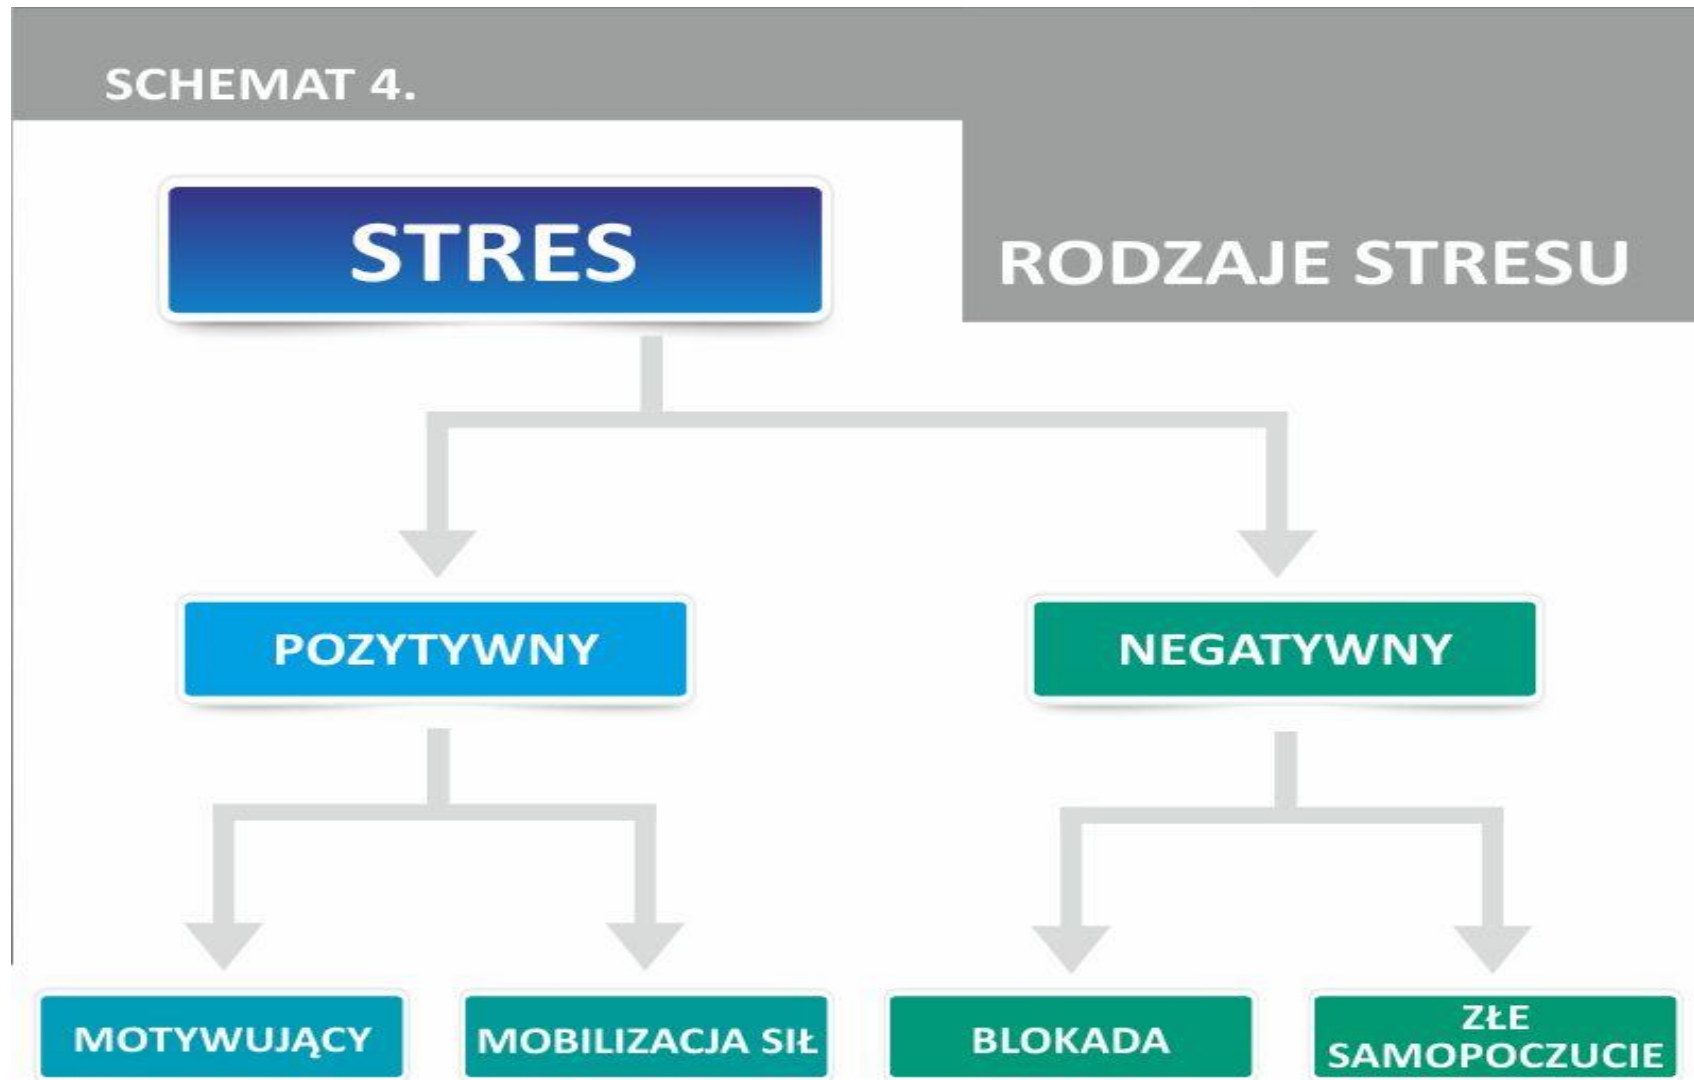 SCHEMAT 4.
STRES
RODZAJE STRESU
POZYTYWNY
NEGATYWNY
MOTYWUJĄCY
MOBILIZACJA SIŁ
BLOKADA
ZŁE
SAMOPOCZUCIE